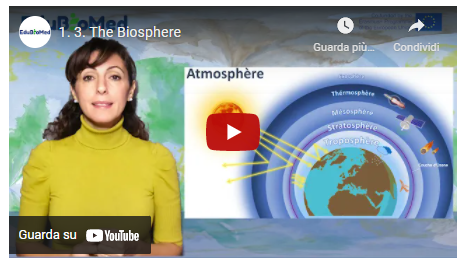 EduBioMed
1. 3. The Biosphere
Guarda più...
Condividi
Atmosphère
Thermosphère
Mésosphère
Stratosphère
Troposphère
Guarda su YouTube